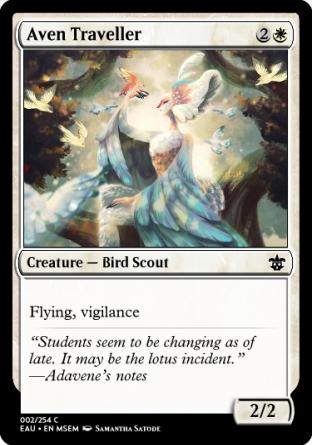 Aven Traveller 2
Creature — Bird Scout
Flying, vigilance
“Students seem to be changing as of
late. It may be the lotus incident.”
—Adavene's notes
2/2
002/254 C
EAU • EN MSEM SAMANTHA SATODE